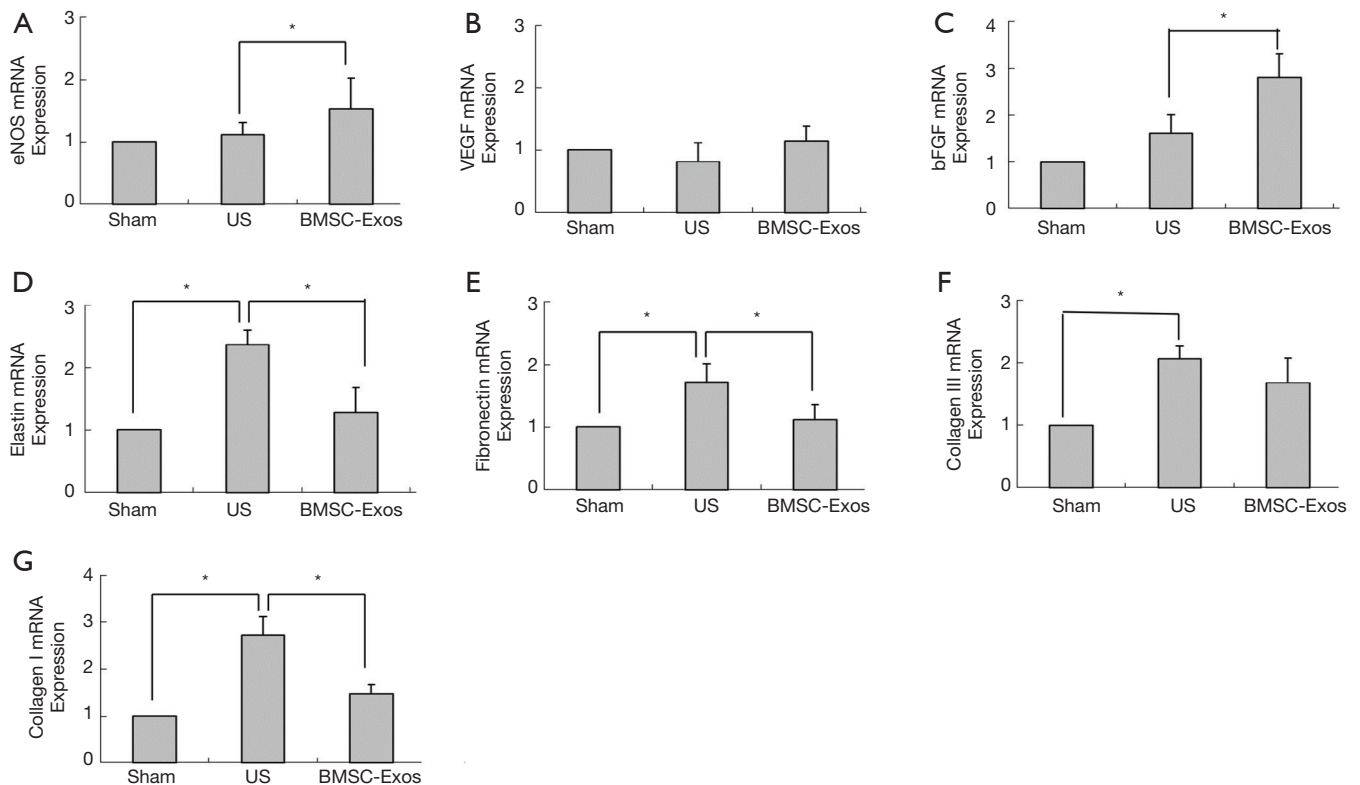 A
eNOS mRNA
Expression
3
2
1
0
*
Sham US BMSC-Exos
B
VEGF mRNA
Expression
3
2
1
0
Sham US BMSC-Exos
C
bFGF mRNA
Expression
4
3
2
1
0
*
Sham US BMSC-Exos
D
Elastin mRNA
Expression
3
2
1
0
* *
Sham US BMSC-Exos
E
Fibronectin mRNA
Expression
3
2
1
0
* *
Sham US BMSC-Exos
F
Collagen III mRNA
Expression
3
2
1
0
*
Sham US BMSC-Exos
G
Collagen I mRNA
Expression
4
3
2
1
0
* *
Sham US BMSC-Exos